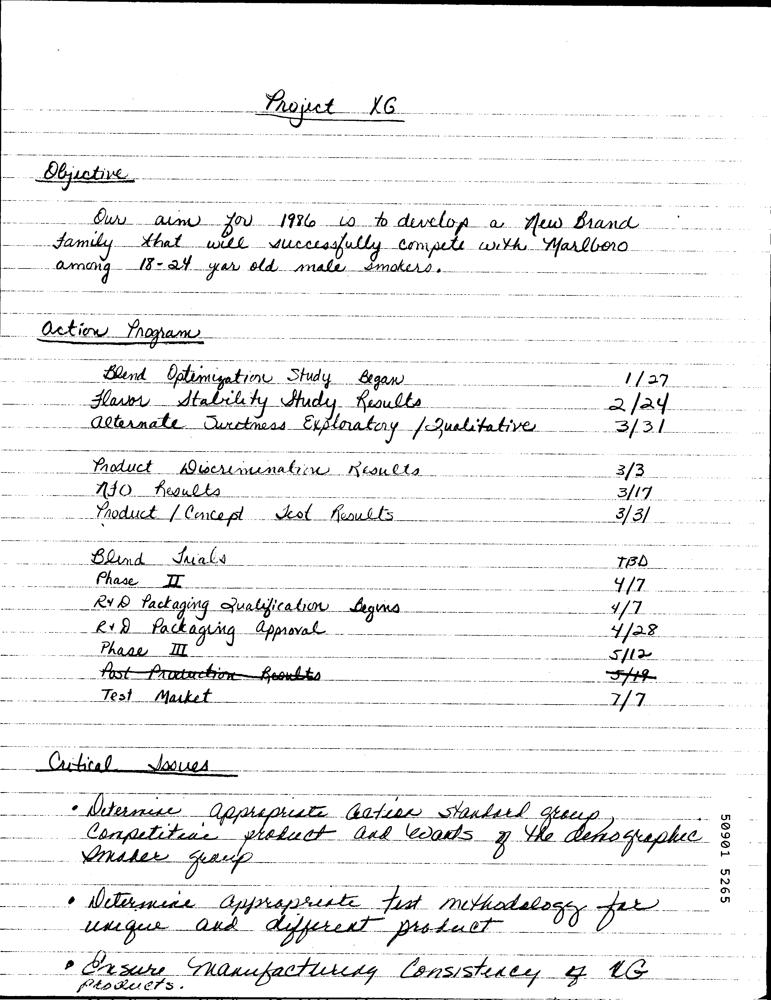 Project XG
Objective
Our aim for 1986 is to develop a New Brand
family that will successfully compete with Marlboro
among 18-24 year old male smokers.
Action Program
Blend Optimization Study Began 1/27
Flavor Stability Study Results 2/24
Alternate Sweetness Exploratory / Qualitative 3/31
Product Discrimination Results 3/3
NFO Results 3/17
Product / Concept Test Results 3/31
Blend Trials TBD
Phase II 4/7
R+D Packaging Qualification Begins 4/7
R+D Packaging Approval 4/28
Phase III 5/12
Post Production Results 5/19
Test Market 7/7
Critical Issues
• Determine appropriate action standard group,
Competitive product and wants of the demographic
smoker group
• Determine appropriate test methodology for
unique and different product
• Ensure manufacturing Consistency of XG
products.
50901 5265